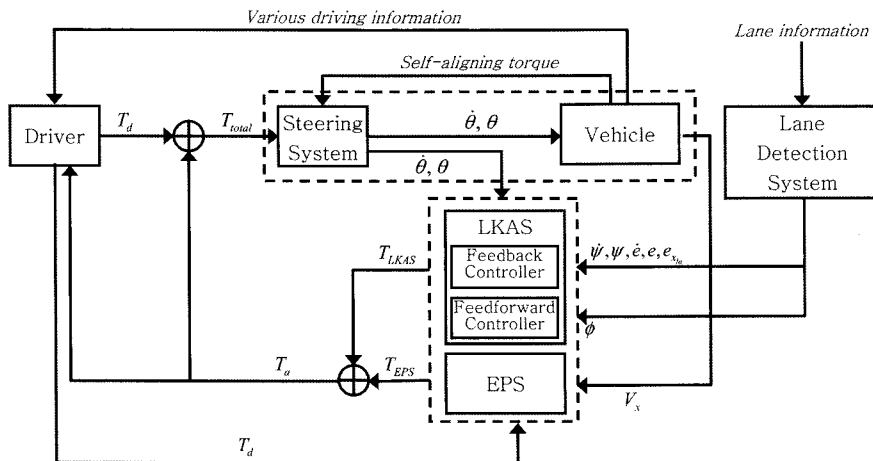 Various driving information
Lane information
Self-aligning torque
Driver
T_d
T_total
Steering
System
θ̇, θ
Vehicle
Lane
Detection
System
θ̇, θ
LKAS
T_LKAS
Feedback
Controller
ψ̇, ψ, ė, e, e_x_la
Feedforward
Controller
ϕ
T_a
T_EPS
EPS
V_x
T_d